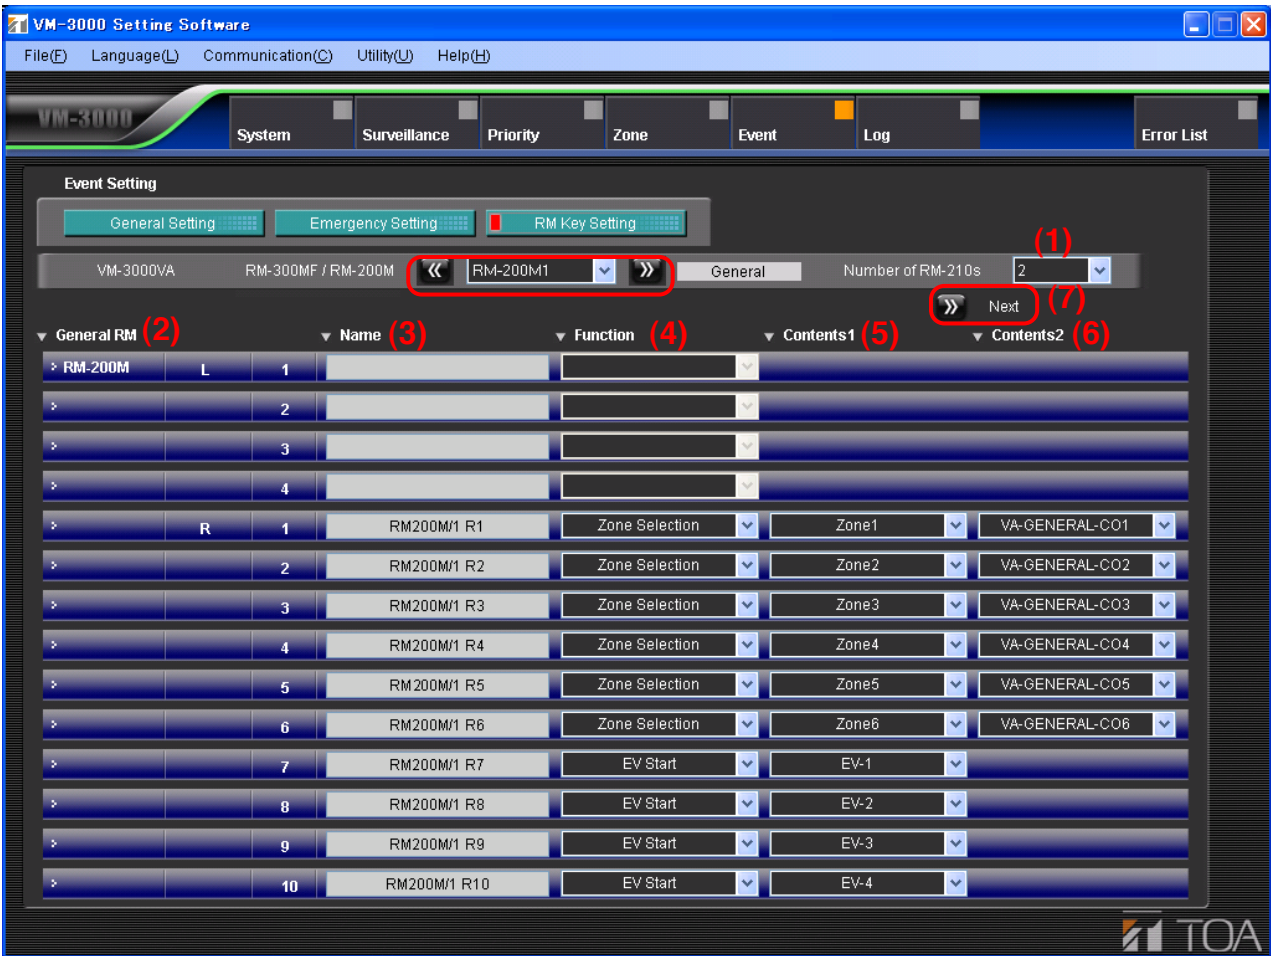 VM-3000 Setting Software
File(F) Language(L) Communication(C) Utility(U) Help(H)
VM-3000
System Surveillance Priority Zone Event Log Error List
Event Setting
General Setting Emergency Setting RM Key Setting
(1)
VM-3000VA RM-300MF / RM-200M RM-200M1 General Number of RM-210s 2
Next (7)
General RM (2) Name (3) Function (4) Contents1 (5) Contents2 (6)
RM-200M L 1
2
3
4
R 1 RM200M/1 R1 Zone Selection Zone1 VA-GENERAL-CO1
2 RM200M/1 R2 Zone Selection Zone2 VA-GENERAL-CO2
3 RM200M/1 R3 Zone Selection Zone3 VA-GENERAL-CO3
4 RM200M/1 R4 Zone Selection Zone4 VA-GENERAL-CO4
5 RM200M/1 R5 Zone Selection Zone5 VA-GENERAL-CO5
6 RM200M/1 R6 Zone Selection Zone6 VA-GENERAL-CO6
7 RM200M/1 R7 EV Start EV-1
8 RM200M/1 R8 EV Start EV-2
9 RM200M/1 R9 EV Start EV-3
10 RM200M/1 R10 EV Start EV-4
TOA